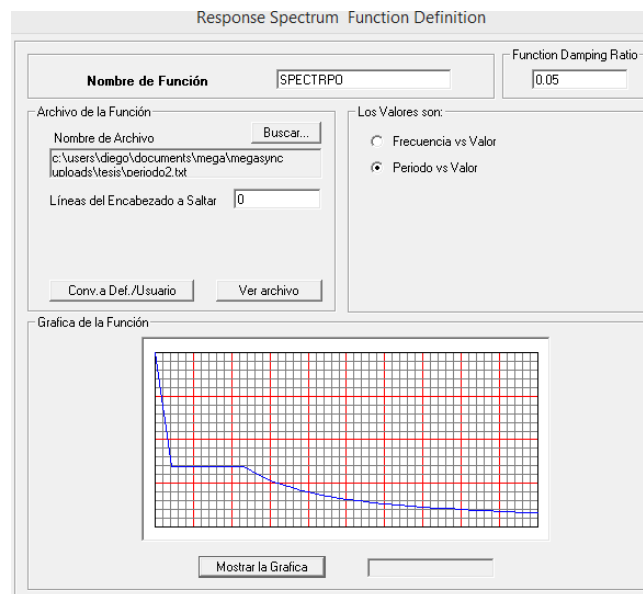 Response Spectrum Function Definition
Function Damping Ratio
Nombre de Función
SPECTRPO
0.05
Archivo de la Función
Los Valores son:
Nombre de Archivo
Buscar...
c:\users\diego\documents\mega\megasync
uploads\tesis\periodo2.txt
Frecuencia vs Valor
Periodo vs Valor
Líneas del Encabezado a Saltar
0
Conv.a Def./Usuario
Ver archivo
Grafica de la Función
Mostrar la Grafica